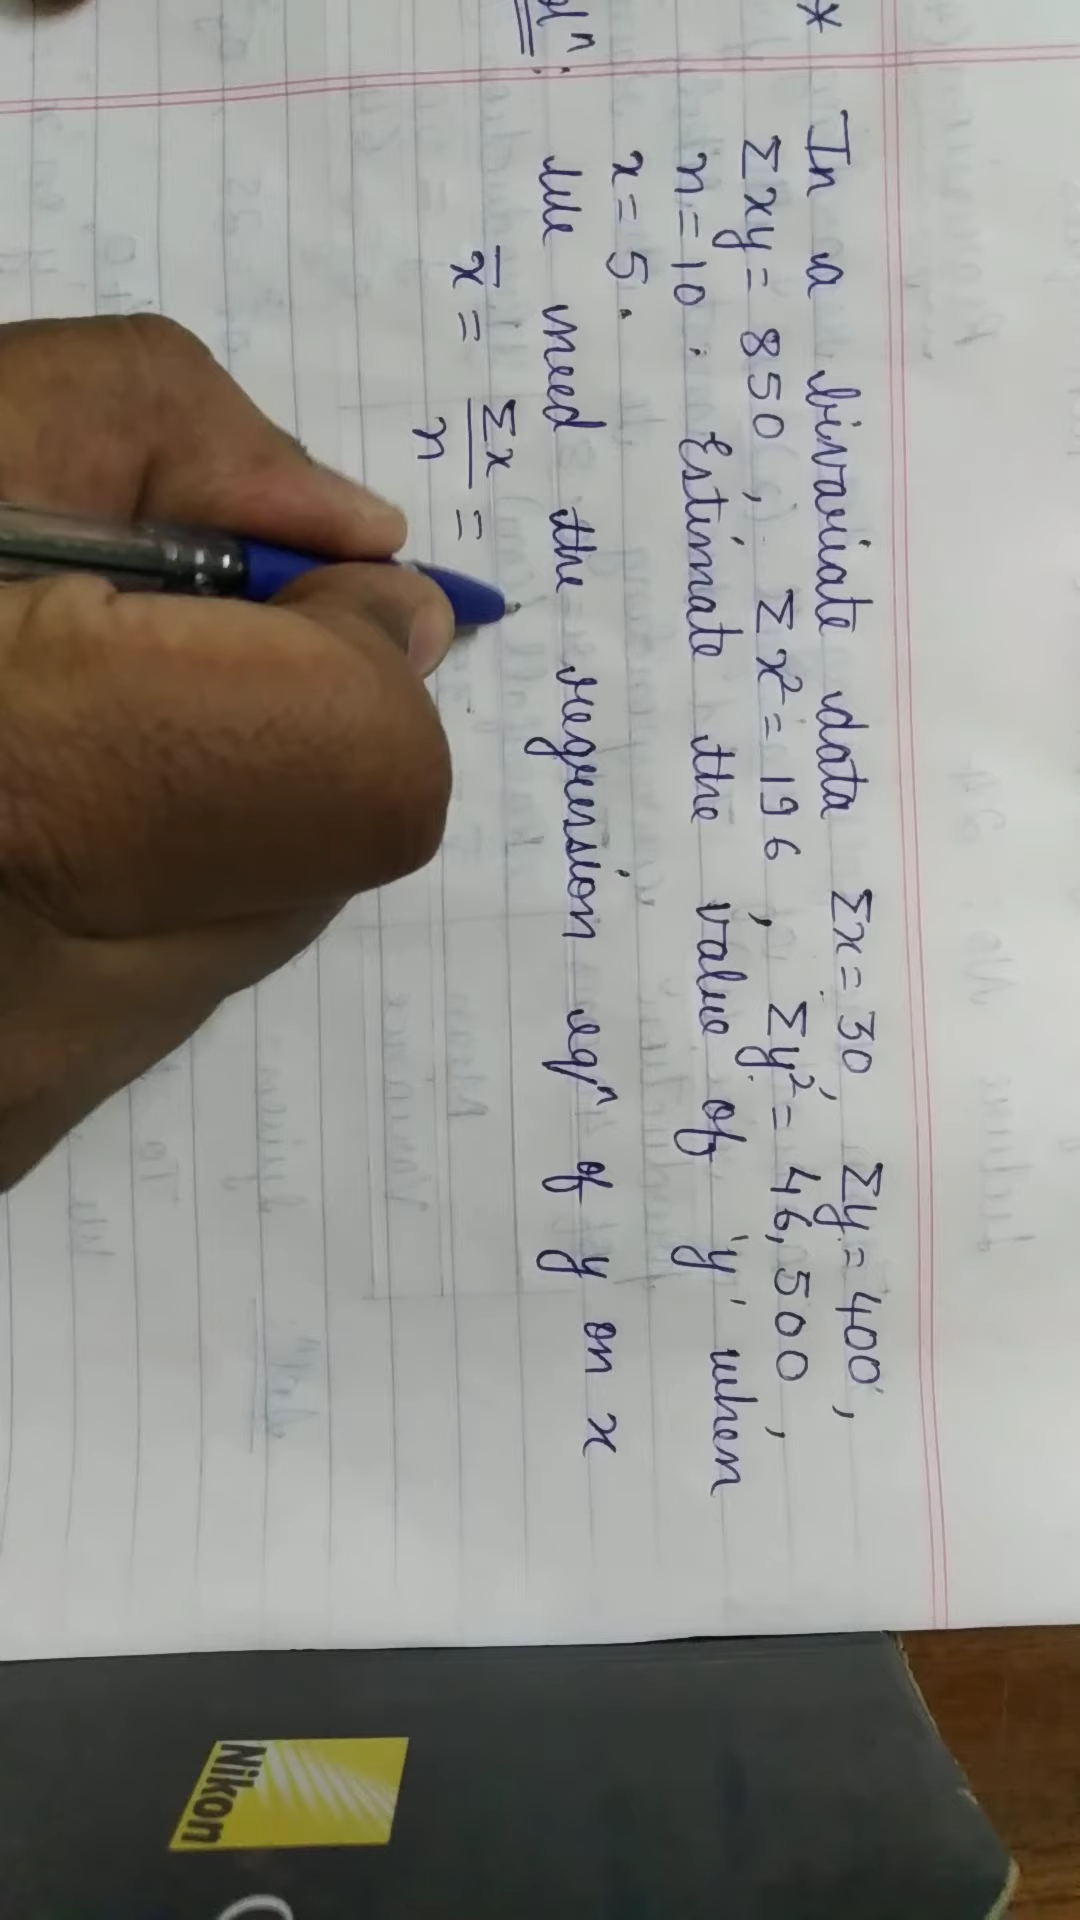 * In a bivariate data Σx = 30, Σy = 400,
Σxy = 850, Σx² = 196, Σy² = 46,500,
n = 10. Estimate the value of 'y' when
x = 5.
We need the regression eqⁿ of y on x
x̄ = Σx/n =
Nikon